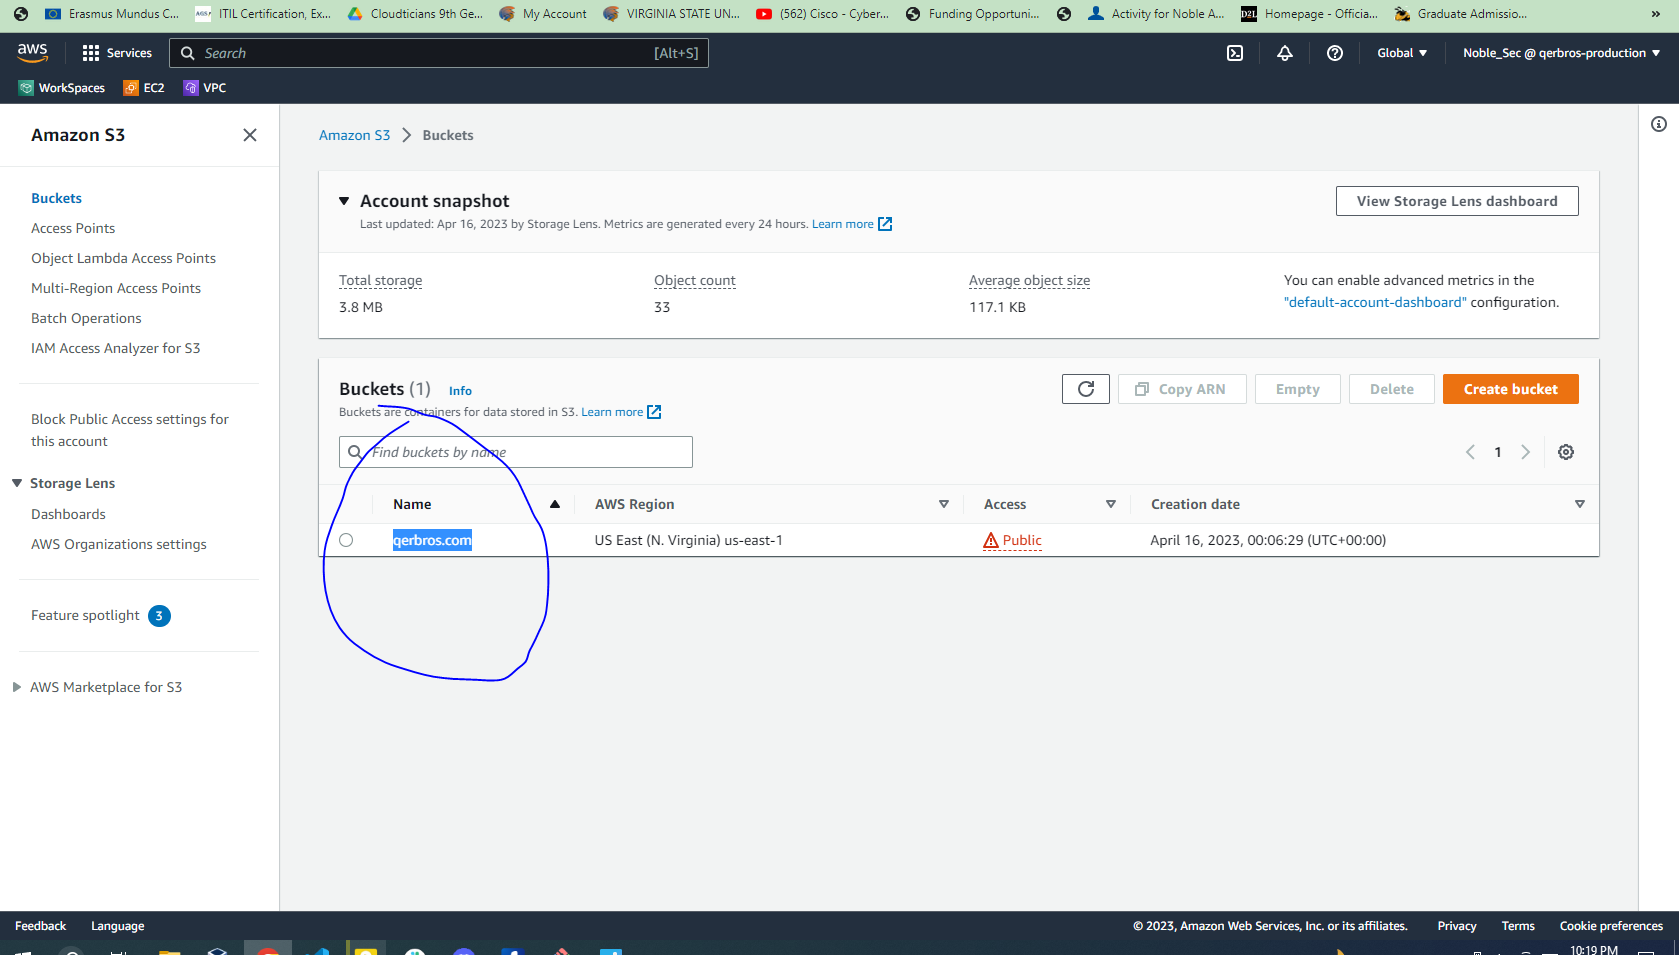 Erasmus Mundus C... ITIL Certification, Ex... Cloudticians 9th Ge... My Account VIRGINIA STATE UN... (562) Cisco - Cyber... Funding Opportuni... Activity for Noble A... D2L Homepage - Officia... Graduate Admissio... »
aws Services Search [Alt+S] Global Noble_Sec @ qerbros-production
WorkSpaces EC2 VPC
Amazon S3
Buckets
Access Points
Object Lambda Access Points
Multi-Region Access Points
Batch Operations
IAM Access Analyzer for S3
Block Public Access settings for
this account
Storage Lens
Dashboards
AWS Organizations settings
Feature spotlight 3
AWS Marketplace for S3
Amazon S3 > Buckets
Account snapshot
Last updated: Apr 16, 2023 by Storage Lens. Metrics are generated every 24 hours. Learn more
View Storage Lens dashboard
Total storage
3.8 MB
Object count
33
Average object size
117.1 KB
You can enable advanced metrics in the
"default-account-dashboard" configuration.
Buckets (1) Info
Buckets are containers for data stored in S3. Learn more
Copy ARN Empty Delete Create bucket
Find buckets by name
1
Name AWS Region Access Creation date
qerbros.com US East (N. Virginia) us-east-1 Public April 16, 2023, 00:06:29 (UTC+00:00)
Feedback Language © 2023, Amazon Web Services, Inc. or its affiliates. Privacy Terms Cookie preferences
10:19 PM